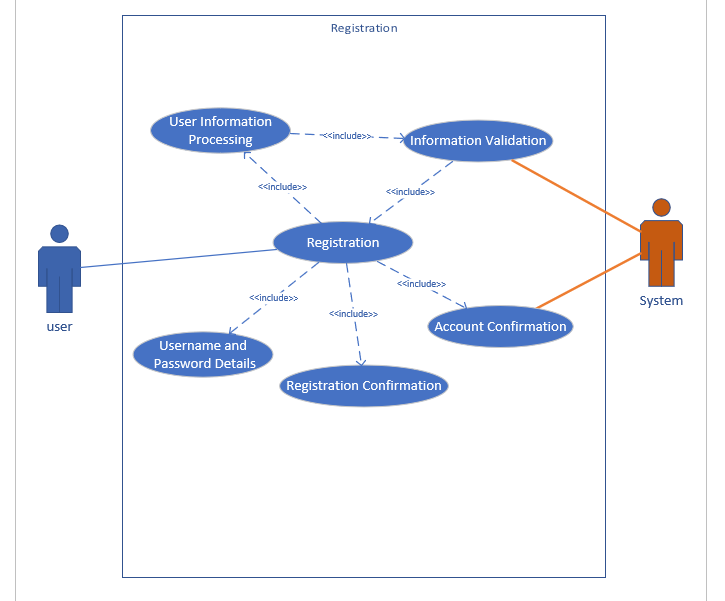 Registration
User Information
Processing
<<include>>
Information Validation
<<include>>
<<include>>
Registration
user
System
<<include>>
<<include>>
<<include>>
Account Confirmation
Username and
Password Details
Registration Confirmation